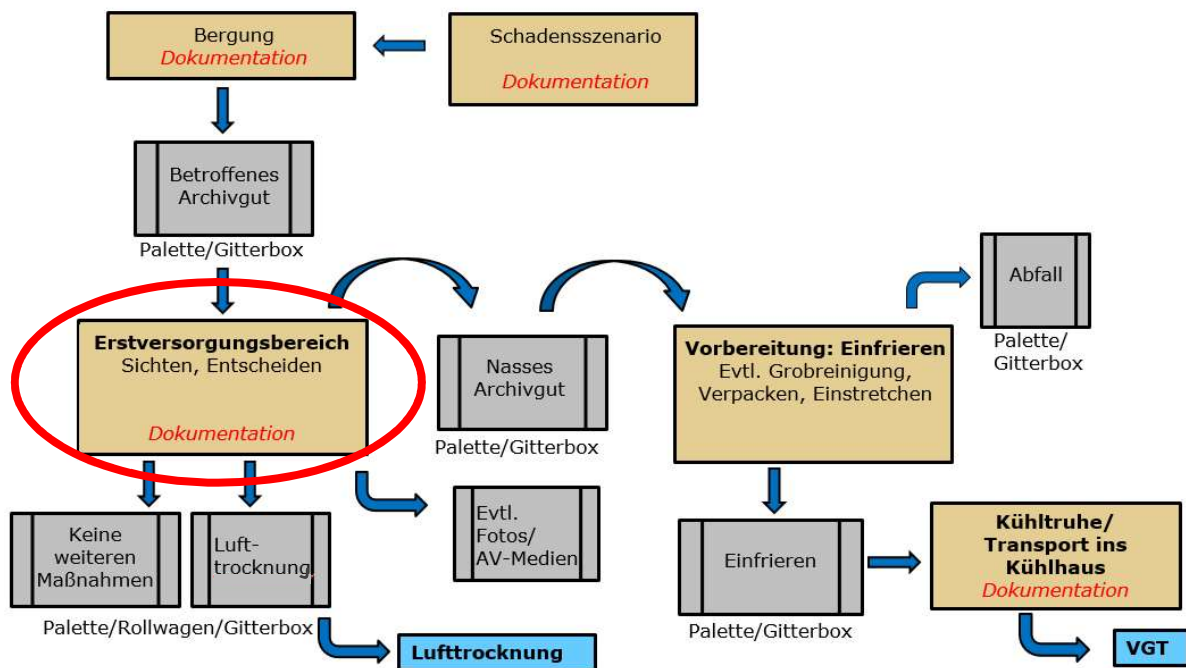 Bergung
Dokumentation
Schadensszenario
Dokumentation
Betroffenes
Archivgut
Palette/Gitterbox
Erstversorgungsbereich
Sichten, Entscheiden
Dokumentation
Nasses
Archivgut
Palette/Gitterbox
Vorbereitung: Einfrieren
Evtl. Grobreinigung,
Verpacken, Einstretchen
Abfall
Palette/
Gitterbox
Keine
weiteren
Maßnahmen
Luft-
trocknung
Palette/Rollwagen/Gitterbox
Evtl.
Fotos/
AV-Medien
Einfrieren
Palette/Gitterbox
Kühltruhe/
Transport ins
Kühlhaus
Dokumentation
Lufttrocknung
VGT